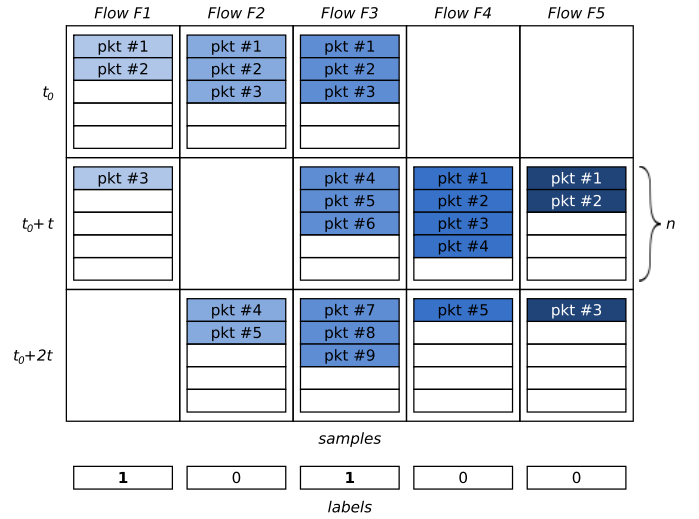 Flow F1 Flow F2 Flow F3 Flow F4 Flow F5
t0
pkt #1 pkt #1 pkt #1
pkt #2 pkt #2 pkt #2
pkt #3 pkt #3
t0+t
pkt #3 pkt #4 pkt #1 pkt #1
pkt #5 pkt #2 pkt #2
pkt #6 pkt #3
pkt #4
n
t0+2t
pkt #4 pkt #7 pkt #5 pkt #3
pkt #5 pkt #8
pkt #9
samples
1 0 1 0 0
labels